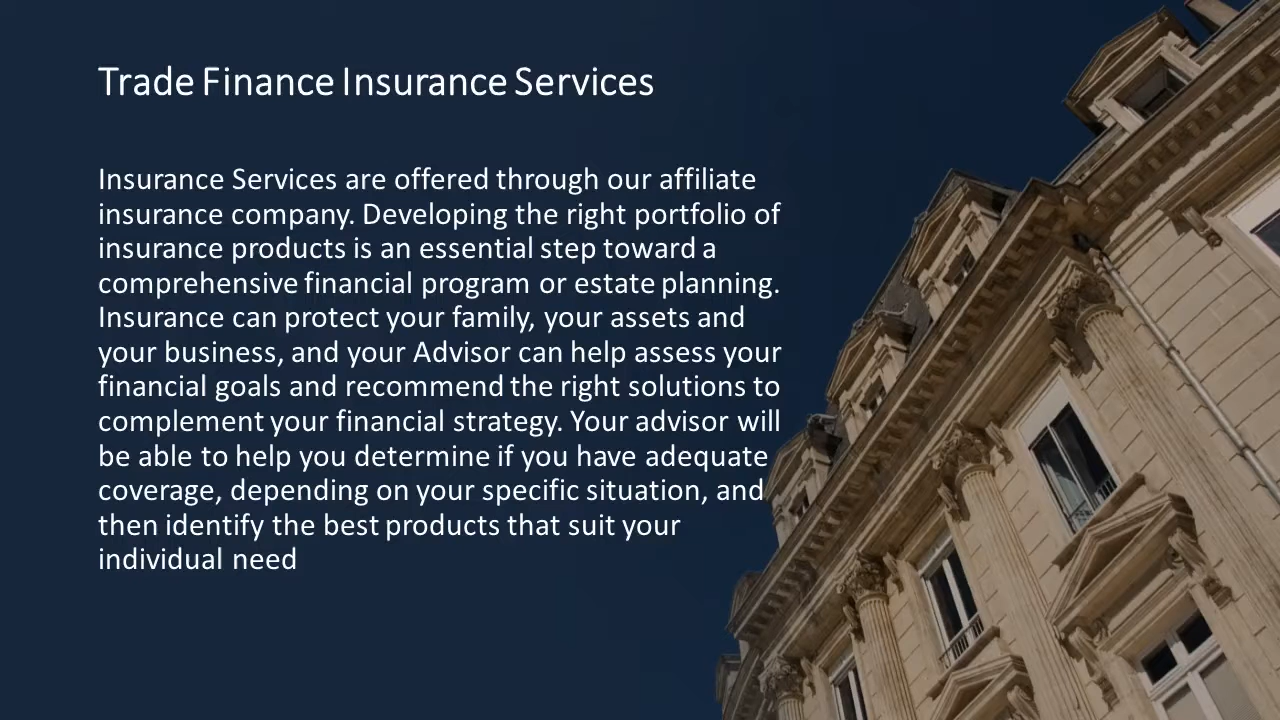 Trade Finance Insurance Services
Insurance Services are offered through our affiliate
insurance company. Developing the right portfolio of
insurance products is an essential step toward a
comprehensive financial program or estate planning.
Insurance can protect your family, your assets and
your business, and your Advisor can help assess your
financial goals and recommend the right solutions to
complement your financial strategy. Your advisor will
be able to help you determine if you have adequate
coverage, depending on your specific situation, and
then identify the best products that suit your
individual need